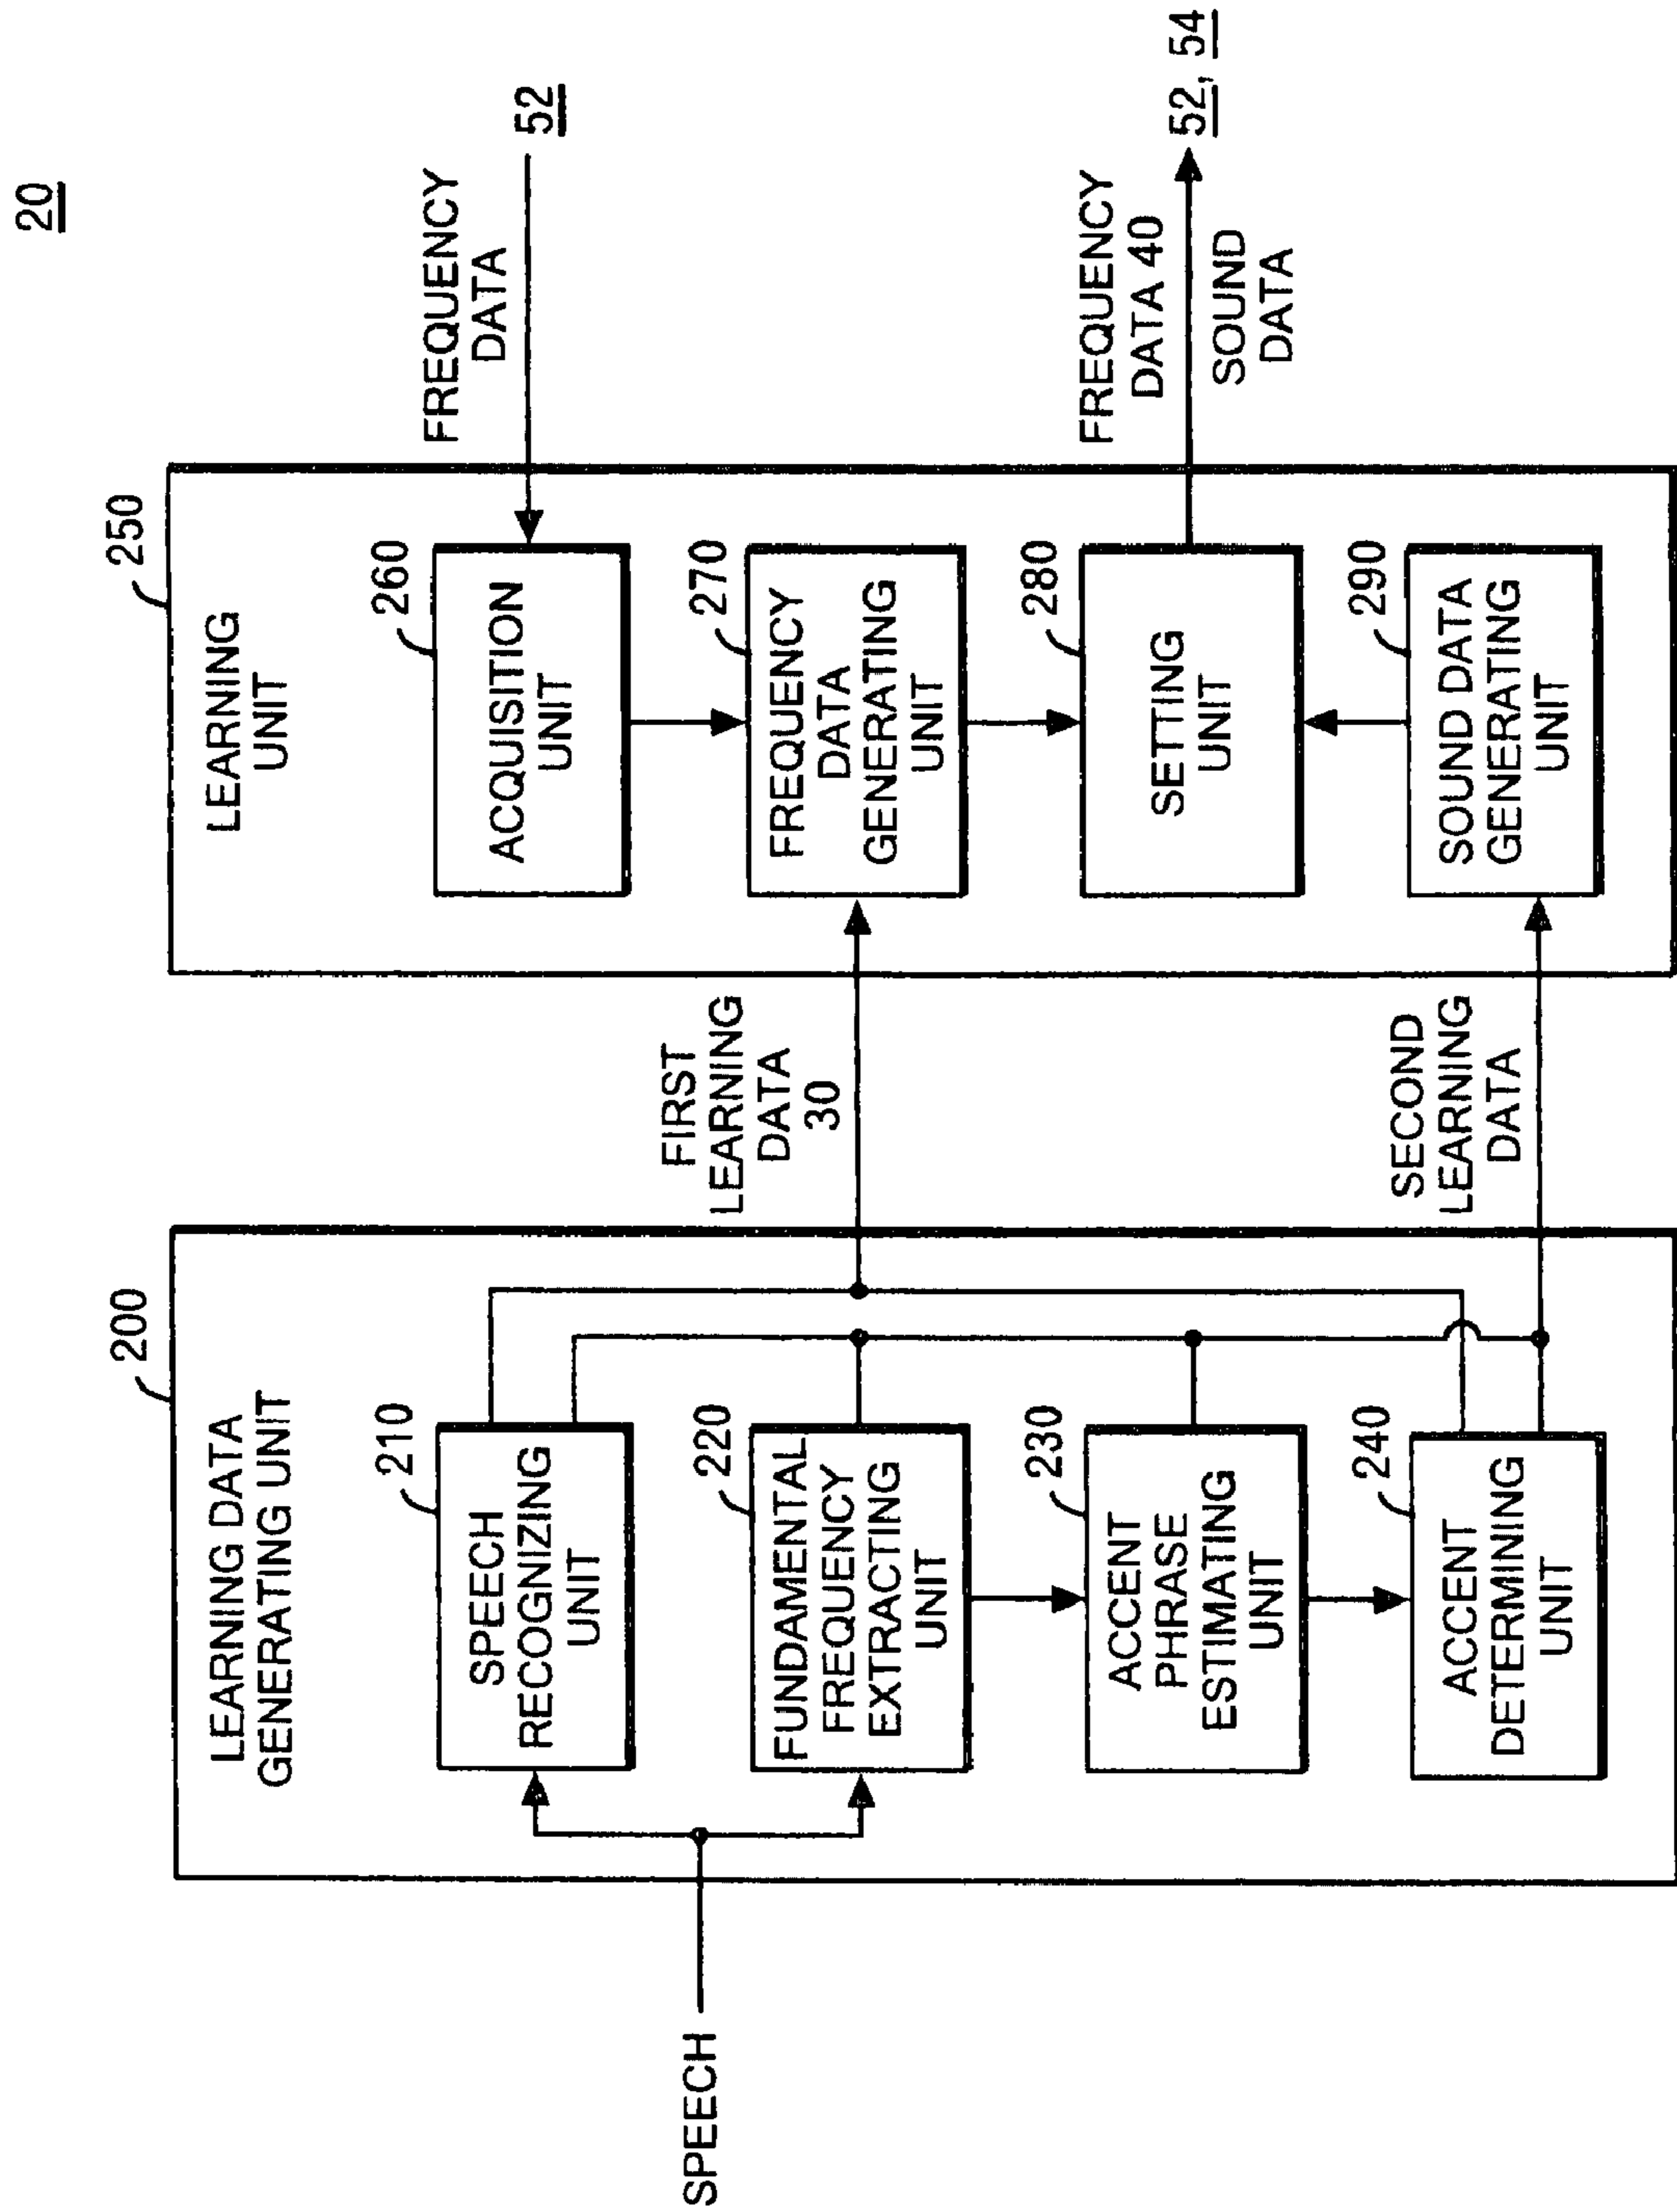 20
SPEECH
200
LEARNING DATA
GENERATING UNIT
210
SPEECH
RECOGNIZING
UNIT
220
FUNDAMENTAL
FREQUENCY
EXTRACTING
UNIT
230
ACCENT
PHRASE
ESTIMATING
UNIT
240
ACCENT
DETERMINING
UNIT
FIRST
LEARNING
DATA
30
SECOND
LEARNING
DATA
250
LEARNING
UNIT
260
ACQUISITION
UNIT
270
FREQUENCY
DATA
GENERATING
UNIT
280
SETTING
UNIT
290
SOUND DATA
GENERATING
UNIT
FREQUENCY
DATA
52
FREQUENCY
DATA 40
SOUND
DATA
52, 54